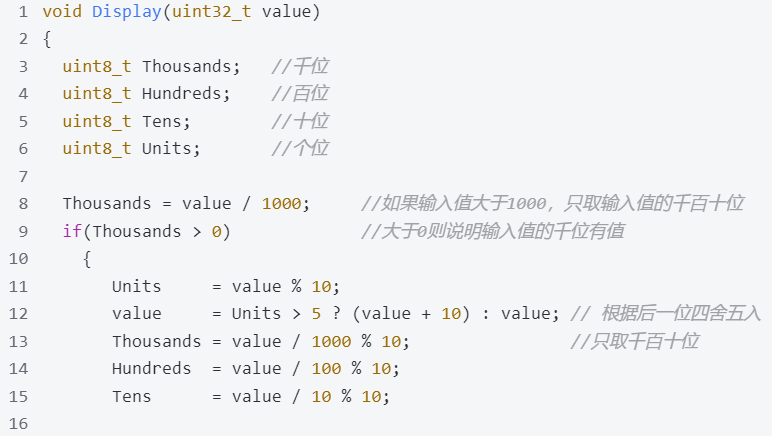 1 void Display(uint32_t value)
2 {
3   uint8_t Thousands;   //千位
4   uint8_t Hundreds;    //百位
5   uint8_t Tens;        //十位
6   uint8_t Units;       //个位
7
8   Thousands = value / 1000;     //如果输入值大于1000，只取输入值的千百十位
9   if(Thousands > 0)             //大于0则说明输入值的千位有值
10     {
11        Units     = value % 10;
12        value     = Units > 5 ? (value + 10) : value; // 根据后一位四舍五入
13        Thousands = value / 1000 % 10;                //只取千百十位
14        Hundreds  = value / 100 % 10;
15        Tens      = value / 10 % 10;
16